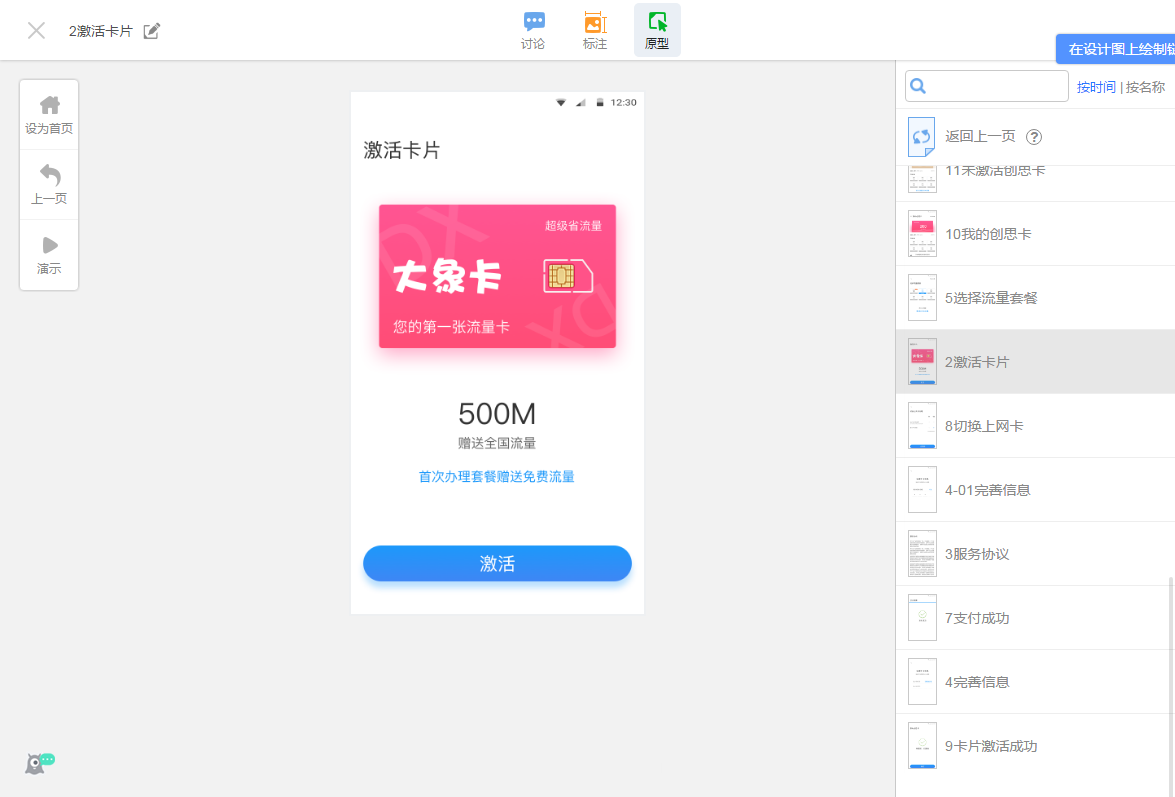 2激活卡片
讨论
标注
原型
在设计图上绘制
设为首页
上一页
演示
12:30
激活卡片
超级省流量
大象卡
您的第一张流量卡
500M
赠送全国流量
首次办理套餐赠送免费流量
激活
按时间 | 按名称
返回上一页 ?
11未激活创思卡
10我的创思卡
5选择流量套餐
2激活卡片
8切换上网卡
4-01完善信息
3服务协议
7支付成功
4完善信息
9卡片激活成功